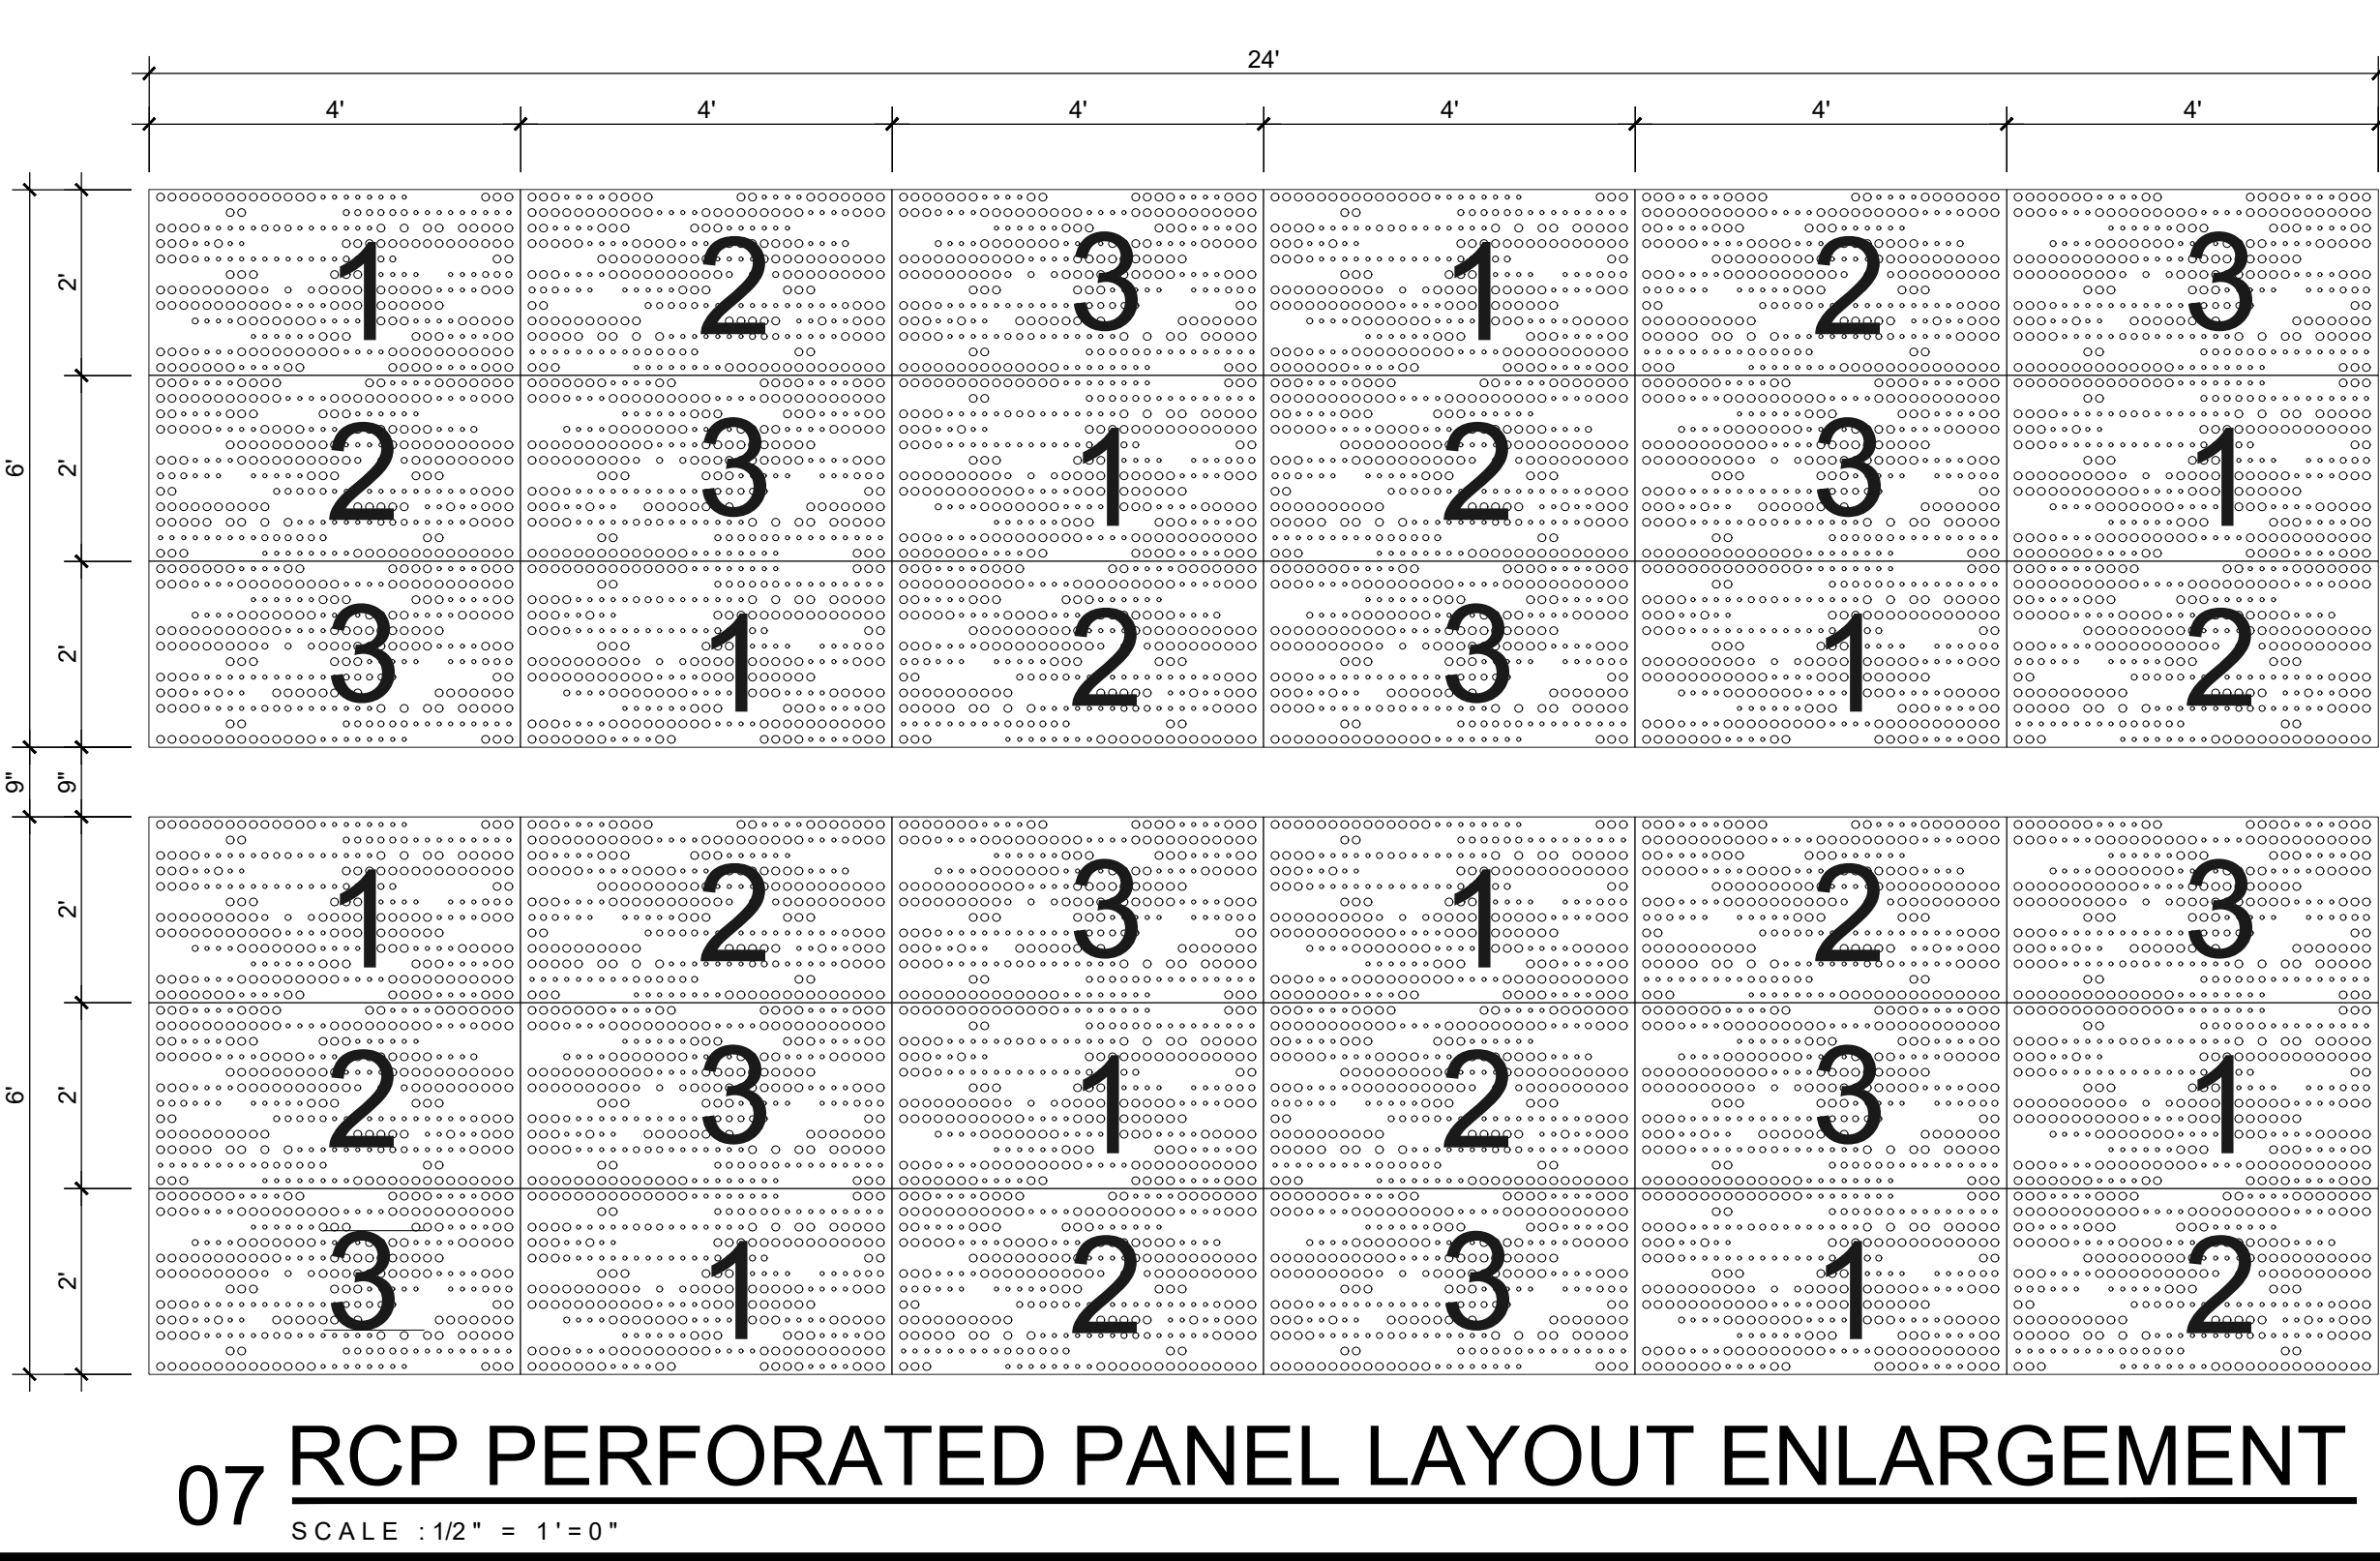 24'
4' 4' 4' 4' 4' 4'
1 2 3 1 2 3
2'
2 3 1 2 3 1
6' 2'
3 1 2 3 1 2
2'
9" 9"
1 2 3 1 2 3
2'
2 3 1 2 3 1
6' 2'
3 1 2 3 1 2
2'
07 RCP PERFORATED PANEL LAYOUT ENLARGEMENT
SCALE :1/2" = 1'=0"